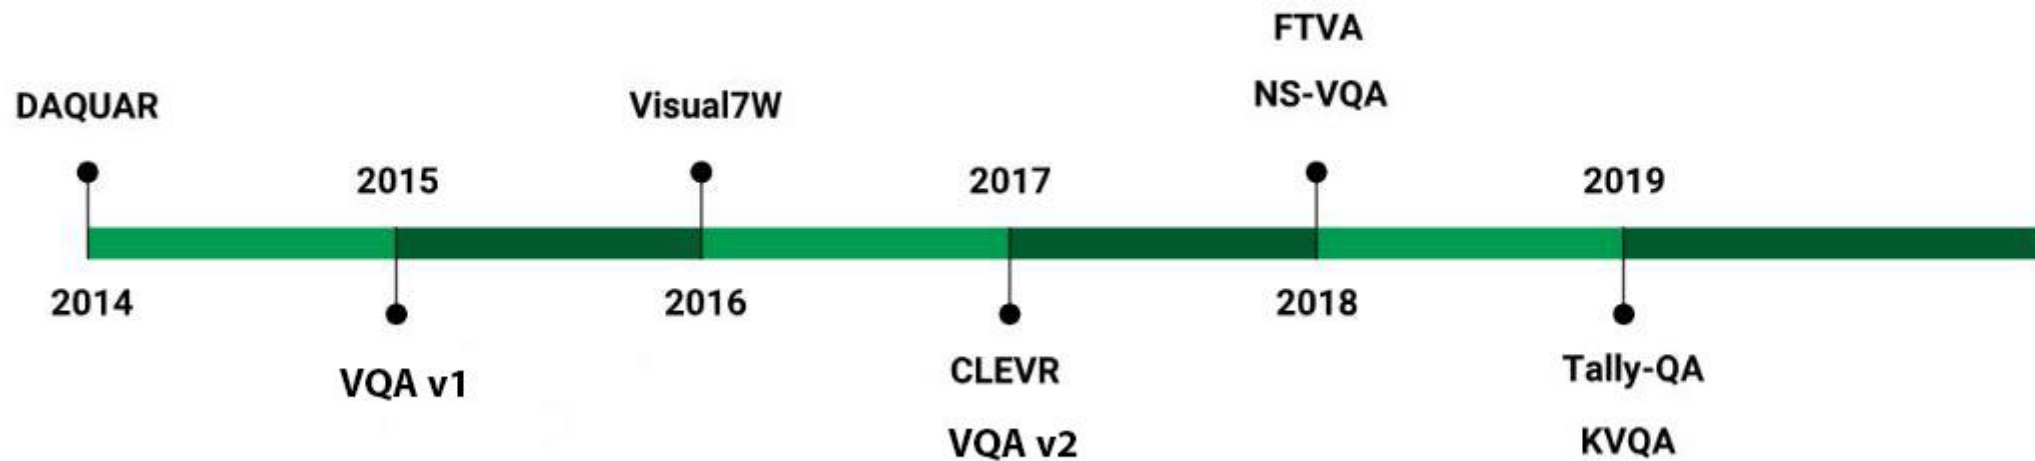 FTVA
DAQUAR
Visual7W
NS-VQA
2015
2017
2019
2014
2016
2018
VQA v1
CLEVR
Tally-QA
VQA v2
KVQA